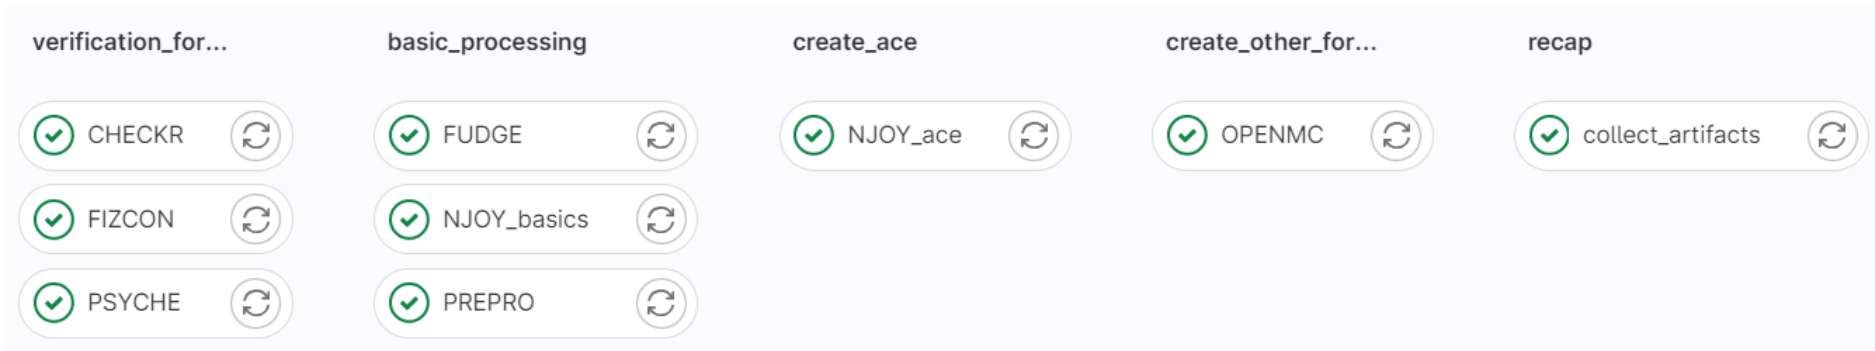 verification_for...
basic_processing
create_ace
create_other_for...
recap
CHECKR
FUDGE
NJOY_ace
OPENMC
collect_artifacts
FIZCON
NJOY_basics
PSYCHE
PREPRO